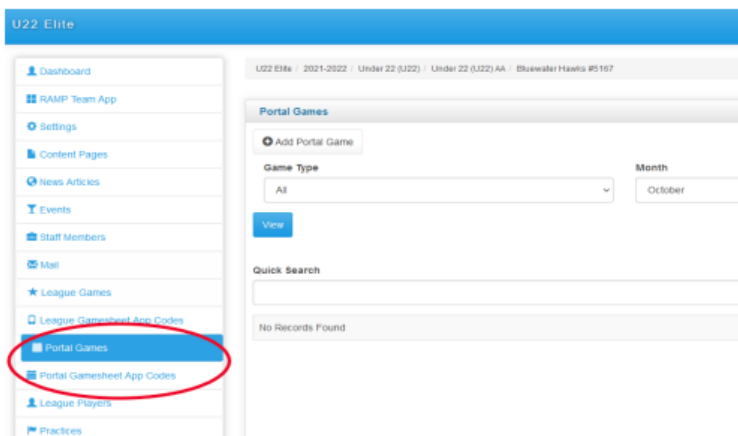 U22 Elite
Dashboard
RAMP Team App
Settings
Content Pages
News Articles
Events
Staff Members
Mail
League Games
League Gamesheet App Codes
Portal Games
Portal Gamesheet App Codes
League Players
Practices
U22 Elite / 2021-2022 / Under 22 (U22) / Under 22 (U22) AA / Bluewater Hawks #5167
Portal Games
Add Portal Game
Game Type
Month
All
October
View
Quick Search
No Records Found